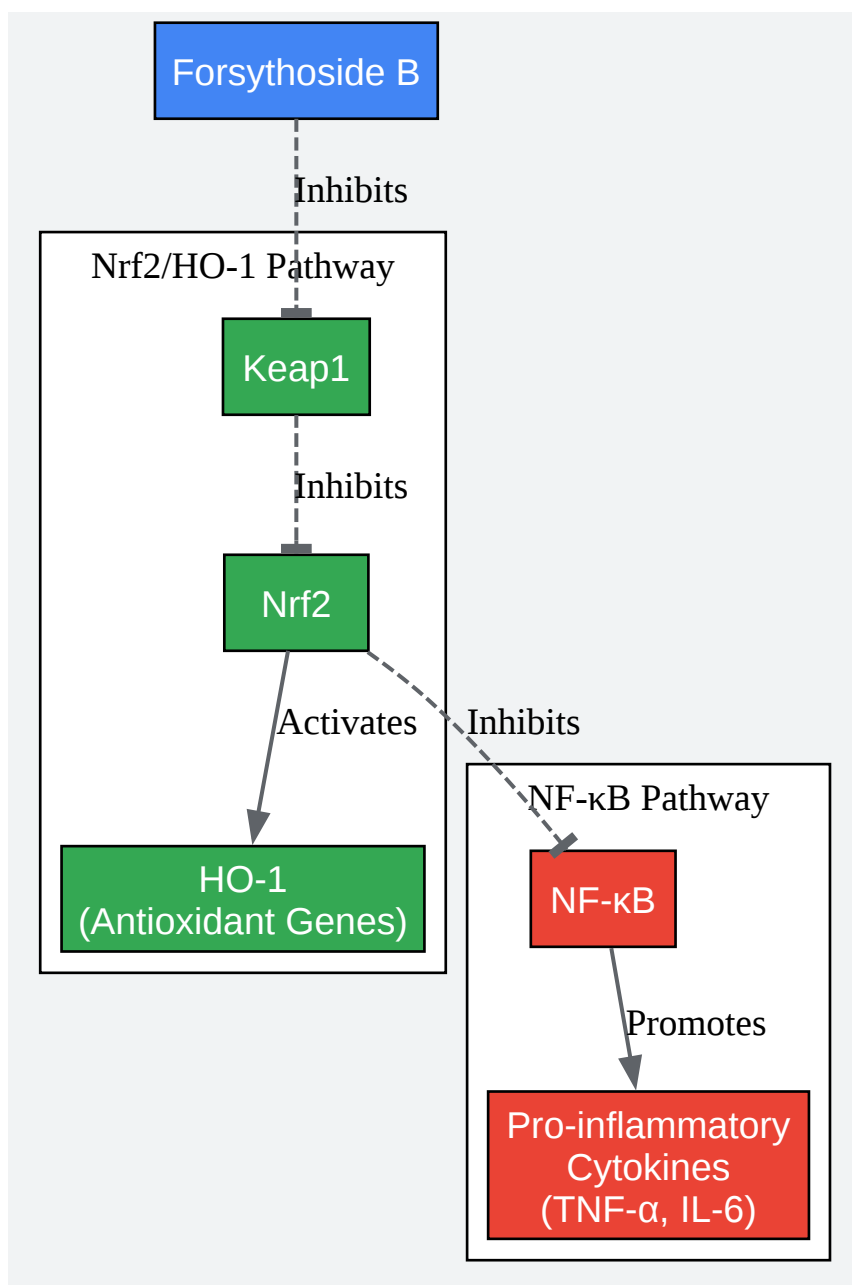 Forsythoside B
Inhibits
Nrf2/HO-1 Pathway
Keap1
Inhibits
Nrf2
Activates
Inhibits
HO-1
(Antioxidant Genes)
NF-κB Pathway
NF-κB
Promotes
Pro-inflammatory
Cytokines
(TNF-α, IL-6)